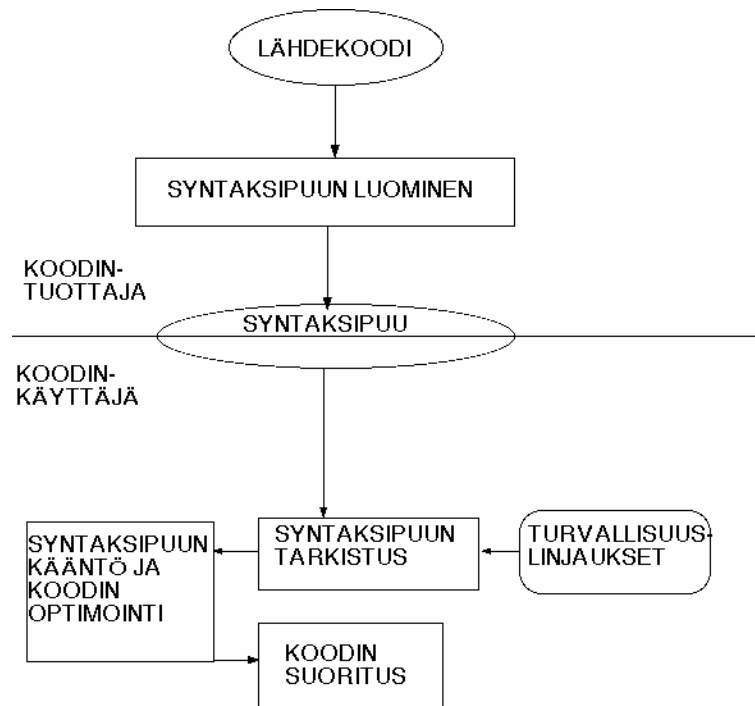 LÄHDEKOODI
SYNTAKSIPUUN LUOMINEN
KOODIN-
TUOTTAJA
SYNTAKSIPUU
KOODIN-
KÄYTTÄJÄ
SYNTAKSIPUUN
TARKISTUS
TURVALLISUUS-
LINJAUKSET
SYNTAKSIPUUN
KÄÄNTÖ JA
KOODIN
OPTIMOINTI
KOODIN
SUORITUS